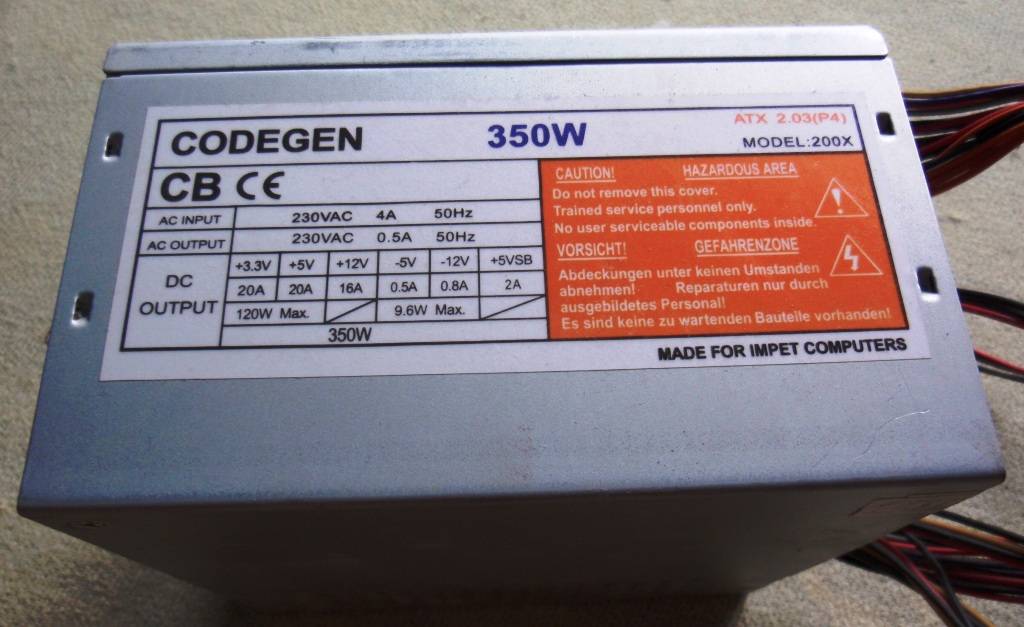 CODEGEN 350W ATX 2.03(P4)
MODEL:200X
CB CE
AC INPUT 230VAC 4A 50Hz
AC OUTPUT 230VAC 0.5A 50Hz
DC OUTPUT
+3.3V +5V +12V -5V -12V +5VSB
20A 20A 16A 0.5A 0.8A 2A
120W Max. 9.6W Max.
350W
CAUTION! HAZARDOUS AREA
Do not remove this cover.
Trained service personnel only.
No user serviceable components inside.
VORSICHT! GEFAHRENZONE
Abdeckungen unter keinen Umstanden
abnehmen! Reparaturen nur durch
ausgebildetes Personal!
Es sind keine zu wartenden Bauteile vorhanden!
MADE FOR IMPET COMPUTERS